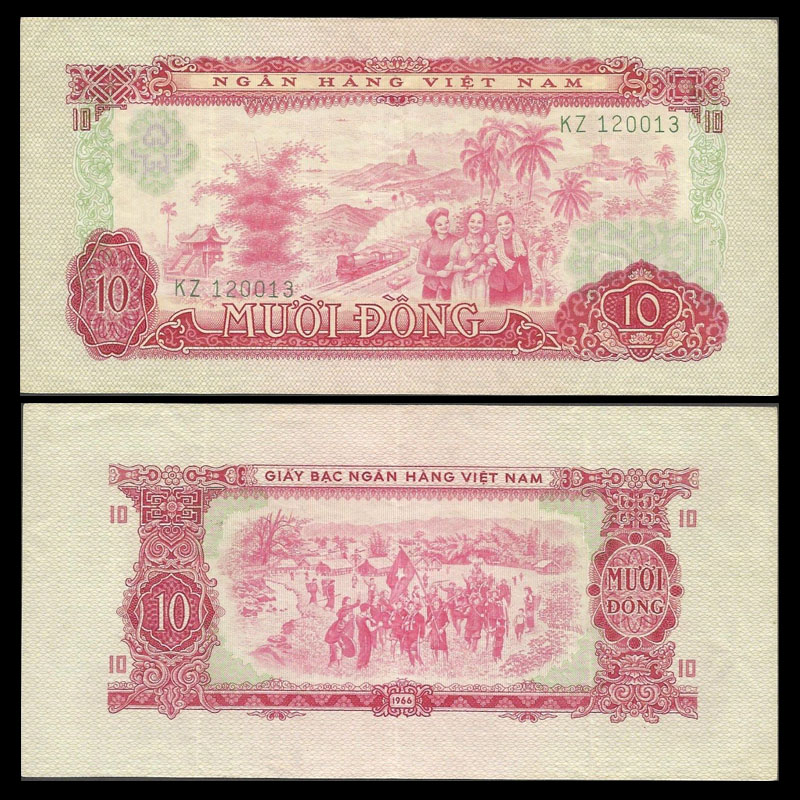 NGÂN HÀNG VIỆT NAM
10 KZ 120013 10
10 KZ 120013 10
MƯỜI ĐỒNG
GIẤY BẠC NGÂN HÀNG VIỆT NAM
10 10
10 MƯỜI
ĐỒNG
10 10
1966